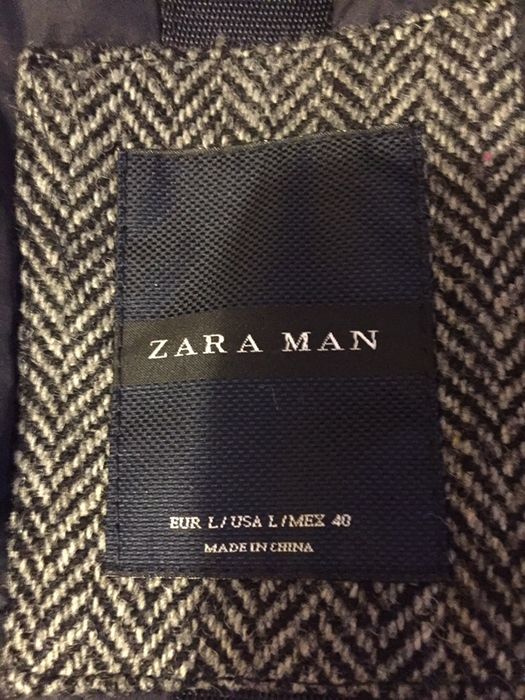 ZARA MAN
EUR L/USA L/MEX 40
MADE IN CHINA